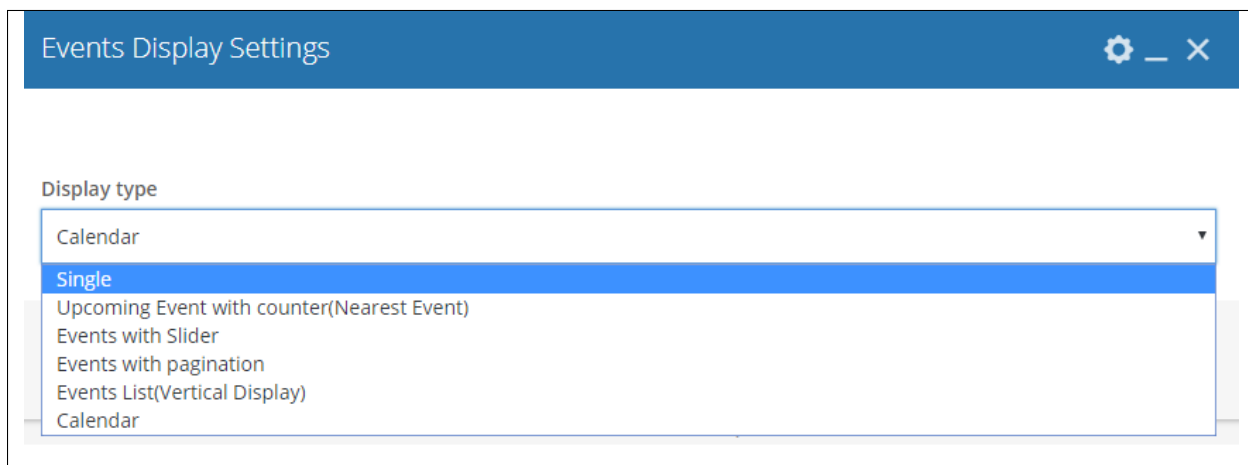 Events Display Settings
Display type
Calendar
Single
Upcoming Event with counter(Nearest Event)
Events with Slider
Events with pagination
Events List(Vertical Display)
Calendar